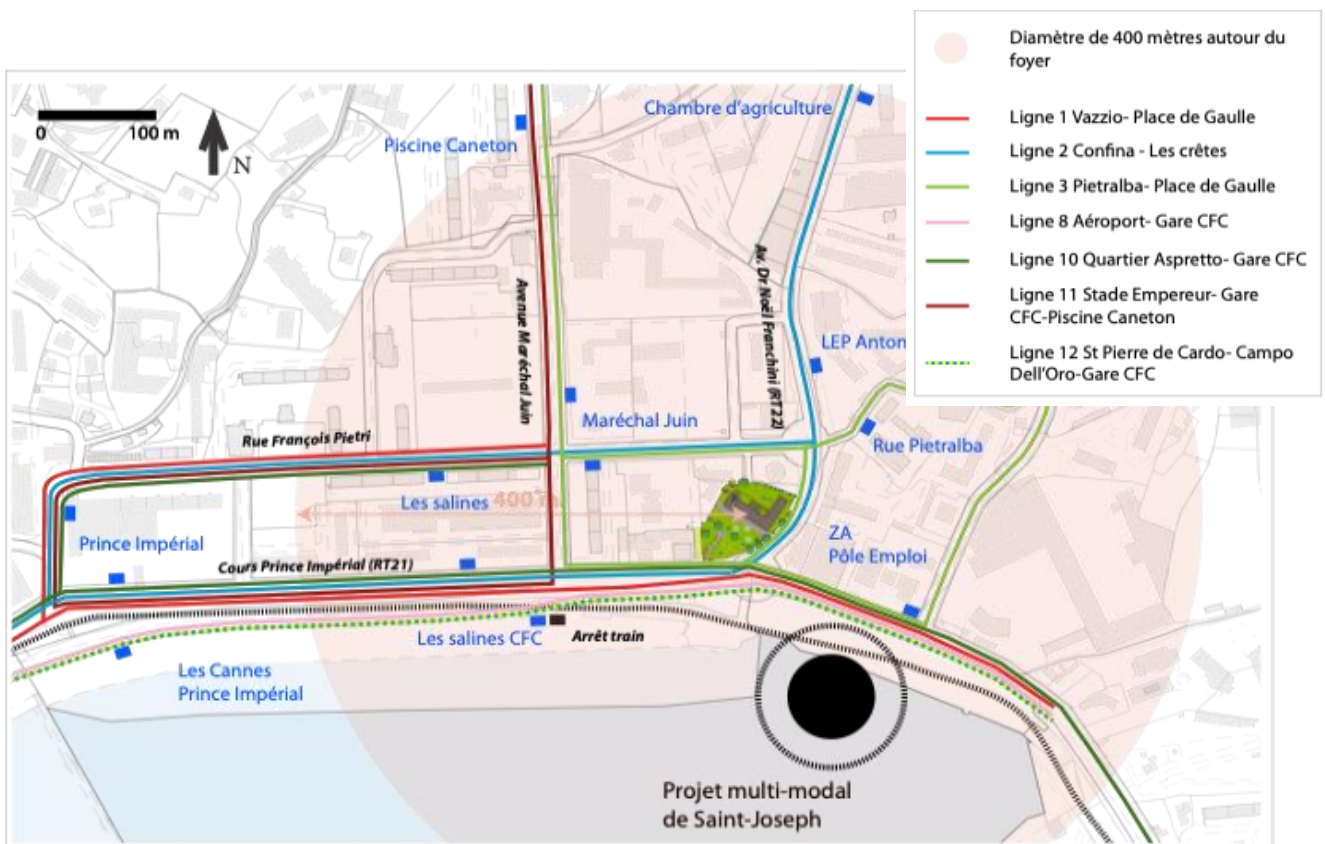 Diamètre de 400 mètres autour du
foyer
Ligne 1 Vazzio- Place de Gaulle
Ligne 2 Confina - Les crêtes
Ligne 3 Pietralba- Place de Gaulle
Ligne 8 Aéroport- Gare CFC
Ligne 10 Quartier Aspretto- Gare CFC
Ligne 11 Stade Empereur- Gare
CFC-Piscine Caneton
Ligne 12 St Pierre de Cardo- Campo
Dell'Oro-Gare CFC
0 100 m
N
Piscine Caneton
Chambre d'agriculture
Avenue Maréchal Juin
Av. Dr Noël Franchini (RT22)
LEP Anton
Maréchal Juin
Rue François Pietri
Rue Pietralba
Les salines
400 m
Prince Impérial
ZA
Pôle Emploi
Cours Prince Impérial (RT21)
Les salines CFC
Arrêt train
Les Cannes
Prince Impérial
Projet multi-modal
de Saint-Joseph